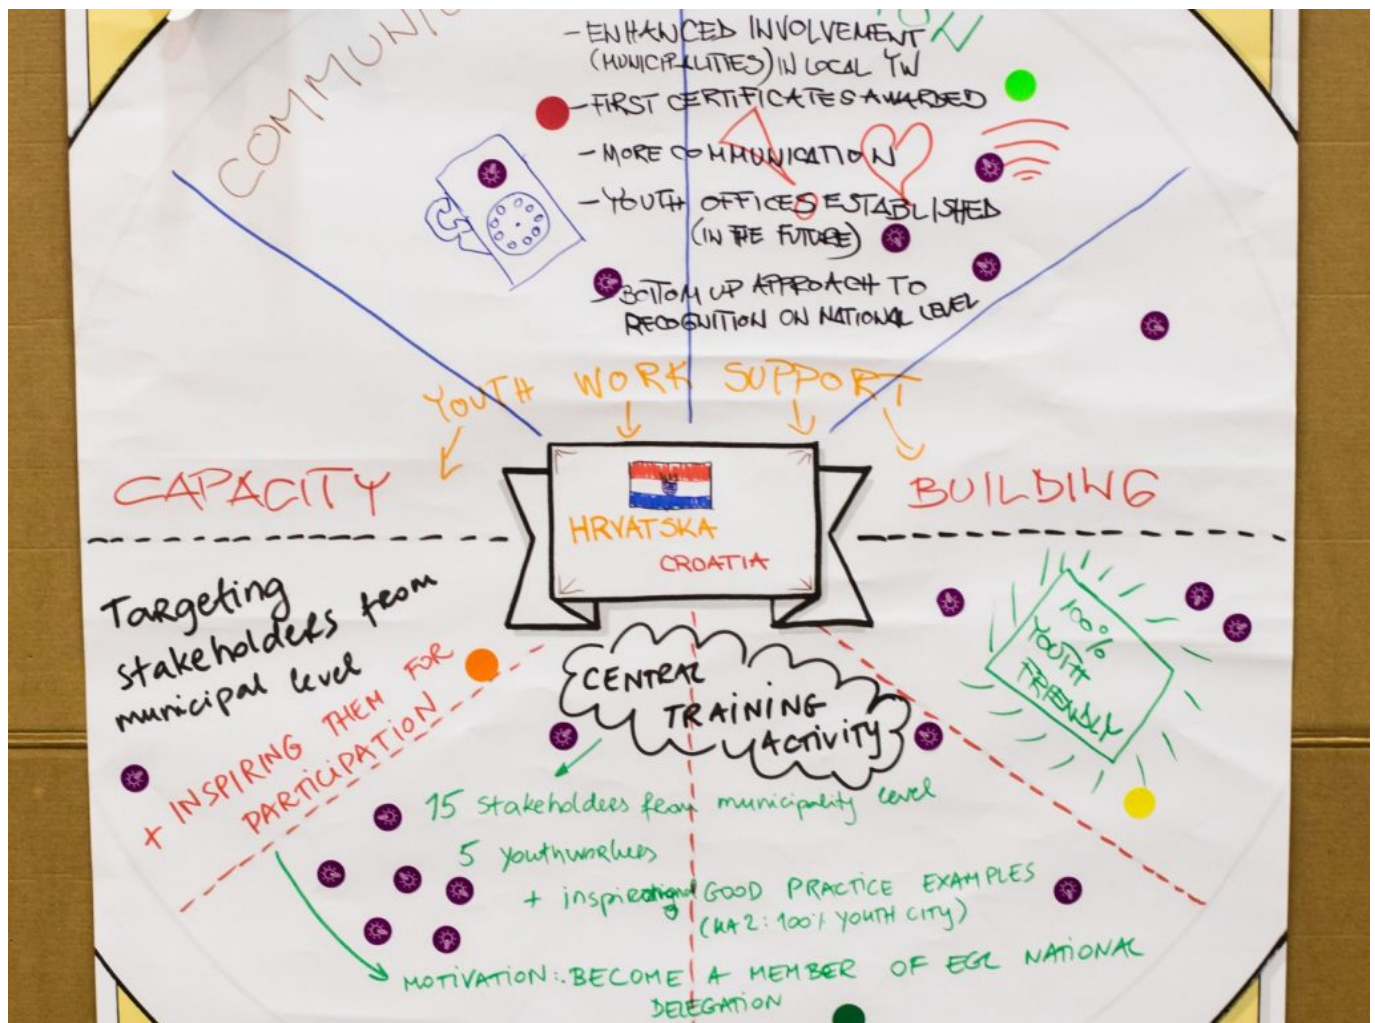 COMMUNIC
- ENHANCED INVOLVEMENT
(MUNICIPALITIES) IN LOCAL YW
- FIRST CERTIFICATES AWARDED
- MORE COMMUNICATION
- YOUTH OFFICES ESTABLISHED
(IN THE FUTURE)
- BOTTOM UP APPROACH TO
RECOGNITION ON NATIONAL LEVEL
YOUTH WORK SUPPORT
CAPACITY BUILDING
HRVATSKA
CROATIA
Targeting
stakeholders from
municipal level
+ INSPIRING THEM FOR
PARTICIPATION
CENTRAL
TRAINING
ACTIVITY
100%
YOUTH
FRIENDLY
15 stakeholders from municipality level
5 youthworkers
+ inspirational GOOD PRACTICE EXAMPLES
(KA2: 100% YOUTH CITY)
MOTIVATION: BECOME A MEMBER OF EGL NATIONAL
DELEGATION